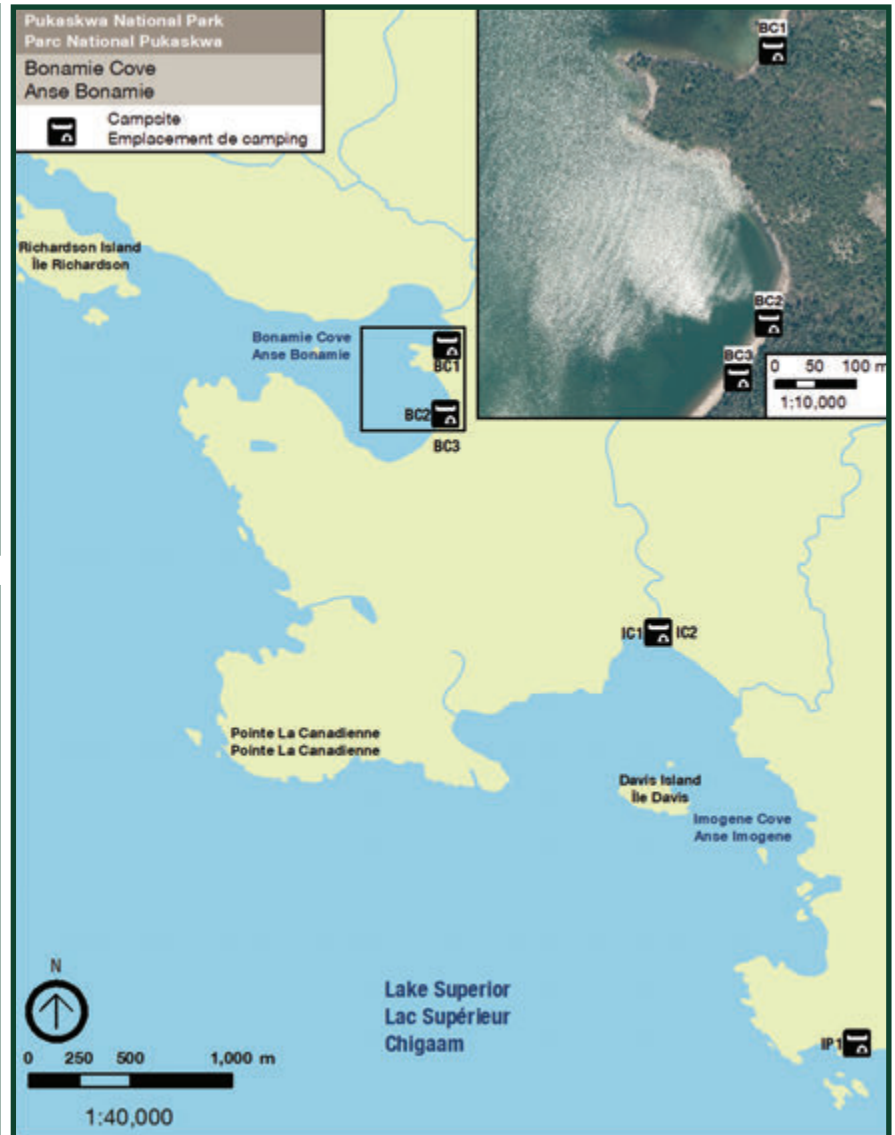 Pukaskwa National Park
Parc National Pukaskwa
Bonamie Cove
Anse Bonamie
Campsite
Emplacement de camping
BC1
BC2
BC3
0 50 100 m
1:10,000
Richardson Island
Île Richardson
Bonamie Cove
Anse Bonamie
BC1
BC2
BC3
IC1 IC2
Pointe La Canadienne
Pointe La Canadienne
Davis Island
Île Davis
Imogene Cove
Anse Imogene
Lake Superior
Lac Supérieur
Chigaam
IP1
N
0 250 500 1,000 m
1:40,000